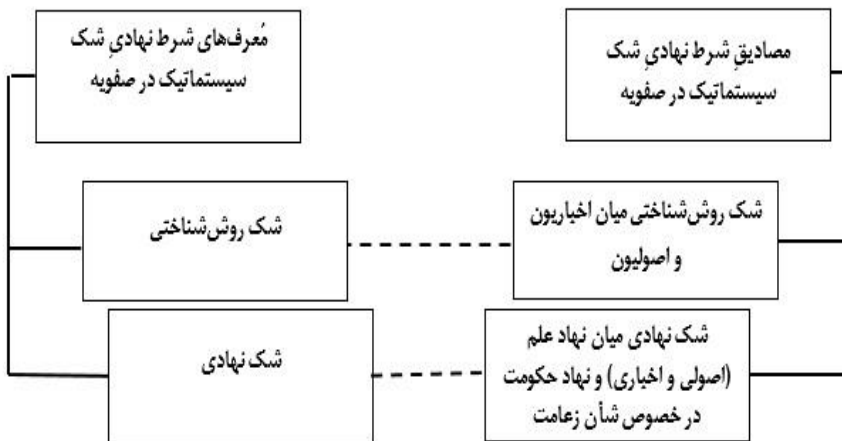 مصادیقِ شرط نهادیِ شک
سیستماتیک در صفویه
مُعرف‌های شرط نهادیِ شک
سیستماتیک در صفویه
شک روش‌شناختی میان اخباریون
و اصولیون
شک روش‌شناختی
شک نهادی میان نهاد علم
(اصولی و اخباری) و نهاد حکومت
در خصوص شأن زعامت
شک نهادی